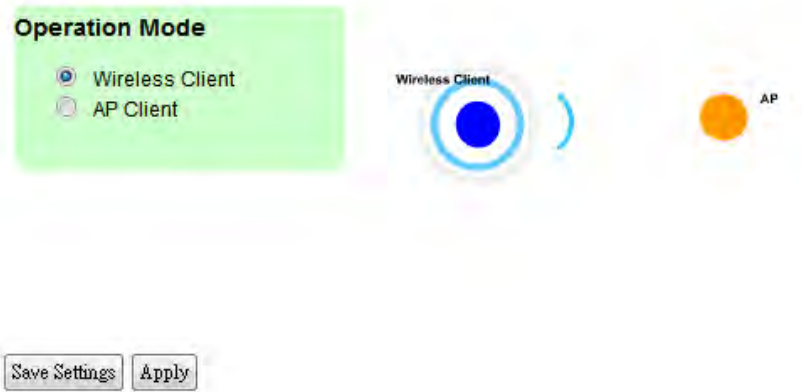 Operation Mode
Wireless Client
AP Client
Wireless Client
AP
Save Settings Apply